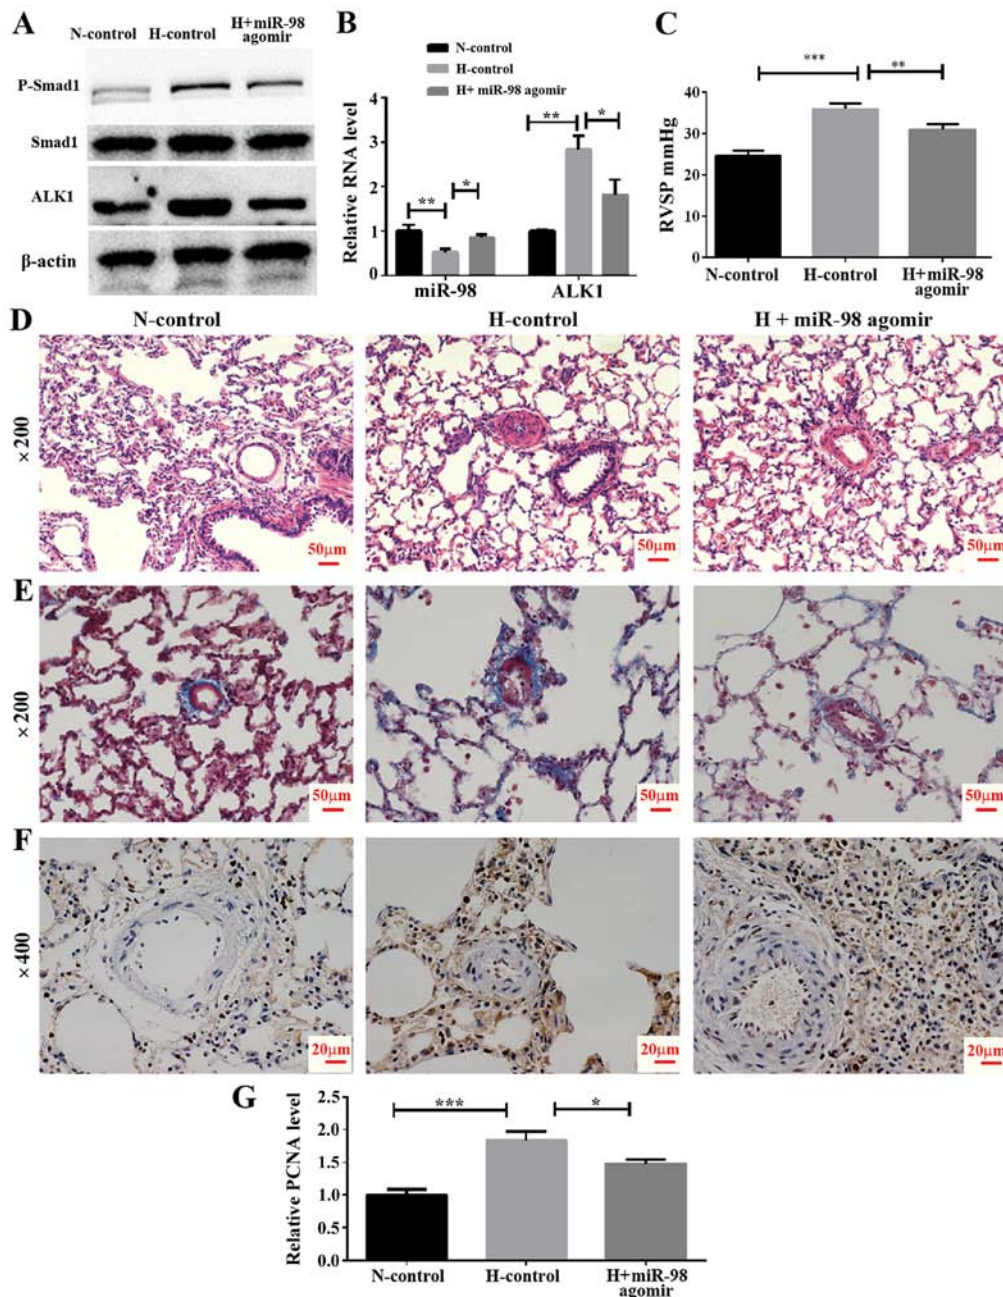 A
N-control H-control H+miR-98
agomir
P-Smad1
Smad1
ALK1
β-actin
B
N-control
H-control
H+ miR-98 agomir
Relative RNA level
4
3
2
1
0
** * ** *
miR-98 ALK1
C
RVSP mmHg
40
30
20
10
0
*** **
N-control H-control H+miR-98
agomir
D N-control H-control H + miR-98 agomir
×200
50μm 50μm 50μm
E
×200
50μm 50μm 50μm
F
×400
20μm 20μm 20μm
G
Relative PCNA level
2.5
2.0
1.5
1.0
0.5
0.0
*** *
N-control H-control H+miR-98
agomir